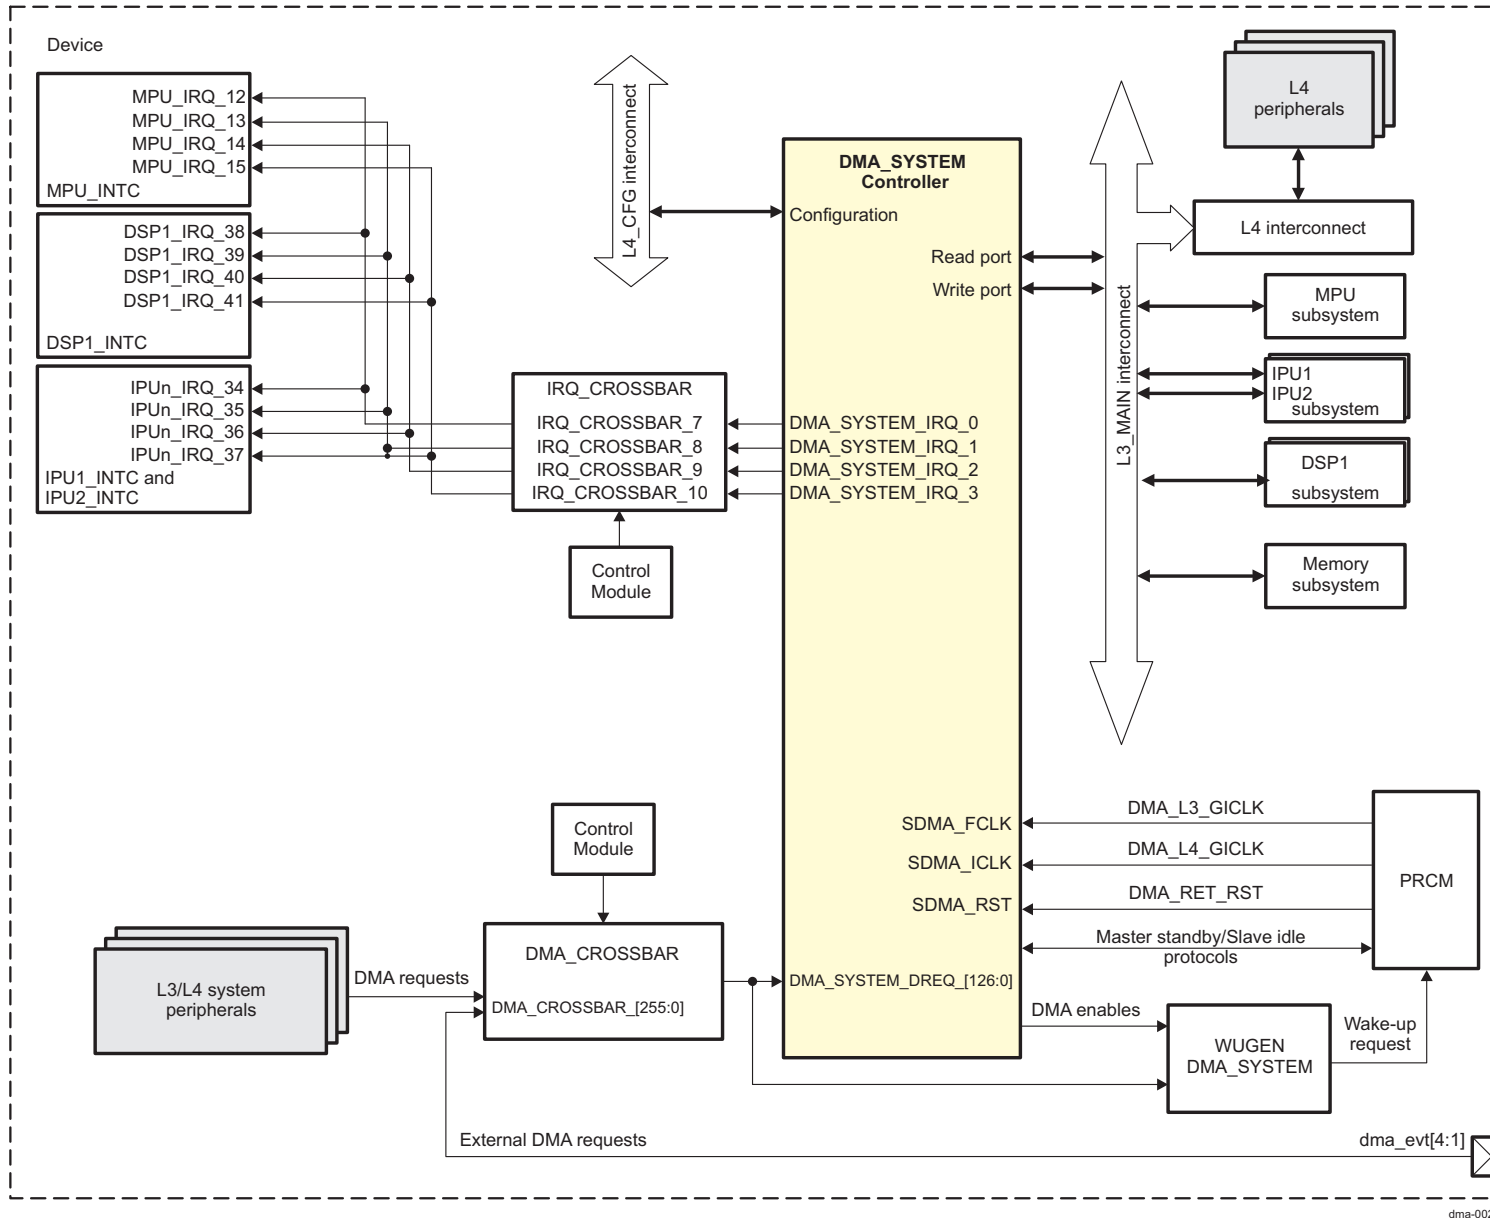 Device
MPU_IRQ_12
MPU_IRQ_13
MPU_IRQ_14
MPU_IRQ_15
MPU_INTC
DSP1_IRQ_38
DSP1_IRQ_39
DSP1_IRQ_40
DSP1_IRQ_41
DSP1_INTC
IPUn_IRQ_34
IPUn_IRQ_35
IPUn_IRQ_36
IPUn_IRQ_37
IPU1_INTC and
IPU2_INTC
L4_CFG interconnect
IRQ_CROSSBAR
IRQ_CROSSBAR_7
IRQ_CROSSBAR_8
IRQ_CROSSBAR_9
IRQ_CROSSBAR_10
Control
Module
DMA_SYSTEM
Controller
Configuration
Read port
Write port
DMA_SYSTEM_IRQ_0
DMA_SYSTEM_IRQ_1
DMA_SYSTEM_IRQ_2
DMA_SYSTEM_IRQ_3
SDMA_FCLK
SDMA_ICLK
SDMA_RST
DMA_SYSTEM_DREQ_[126:0]
L3_MAIN interconnect
L4
peripherals
L4 interconnect
MPU
subsystem
IPU1
IPU2
subsystem
DSP1
subsystem
Memory
subsystem
DMA_L3_GICLK
DMA_L4_GICLK
DMA_RET_RST
Master standby/Slave idle
protocols
PRCM
DMA enables
WUGEN
DMA_SYSTEM
Wake-up
request
Control
Module
L3/L4 system
peripherals
DMA requests
DMA_CROSSBAR
DMA_CROSSBAR_[255:0]
External DMA requests
dma_evt[4:1]
dma-002